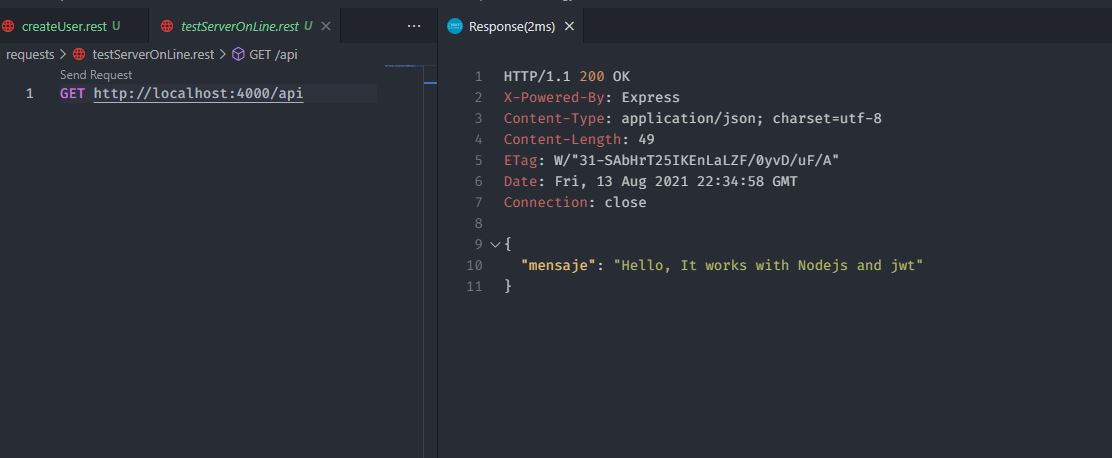 createUser.rest U
testServerOnLine.rest U
Response(2ms)
requests > testServerOnLine.rest > GET /api
Send Request
1 GET http://localhost:4000/api
1 HTTP/1.1 200 OK
2 X-Powered-By: Express
3 Content-Type: application/json; charset=utf-8
4 Content-Length: 49
5 ETag: W/"31-SAbHrT25IKEnLaLZF/0yvD/uF/A"
6 Date: Fri, 13 Aug 2021 22:34:58 GMT
7 Connection: close
8
9 {
10 "mensaje": "Hello, It works with Nodejs and jwt"
11 }